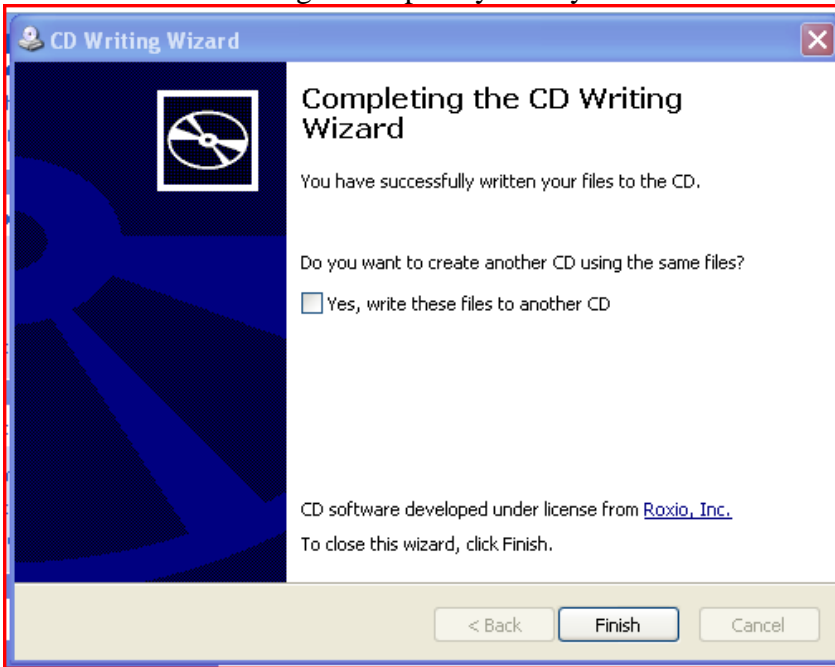 CD Writing Wizard
Completing the CD Writing
Wizard
You have successfully written your files to the CD.
Do you want to create another CD using the same files?
Yes, write these files to another CD
CD software developed under license from Roxio, Inc.
To close this wizard, click Finish.
< Back Finish Cancel